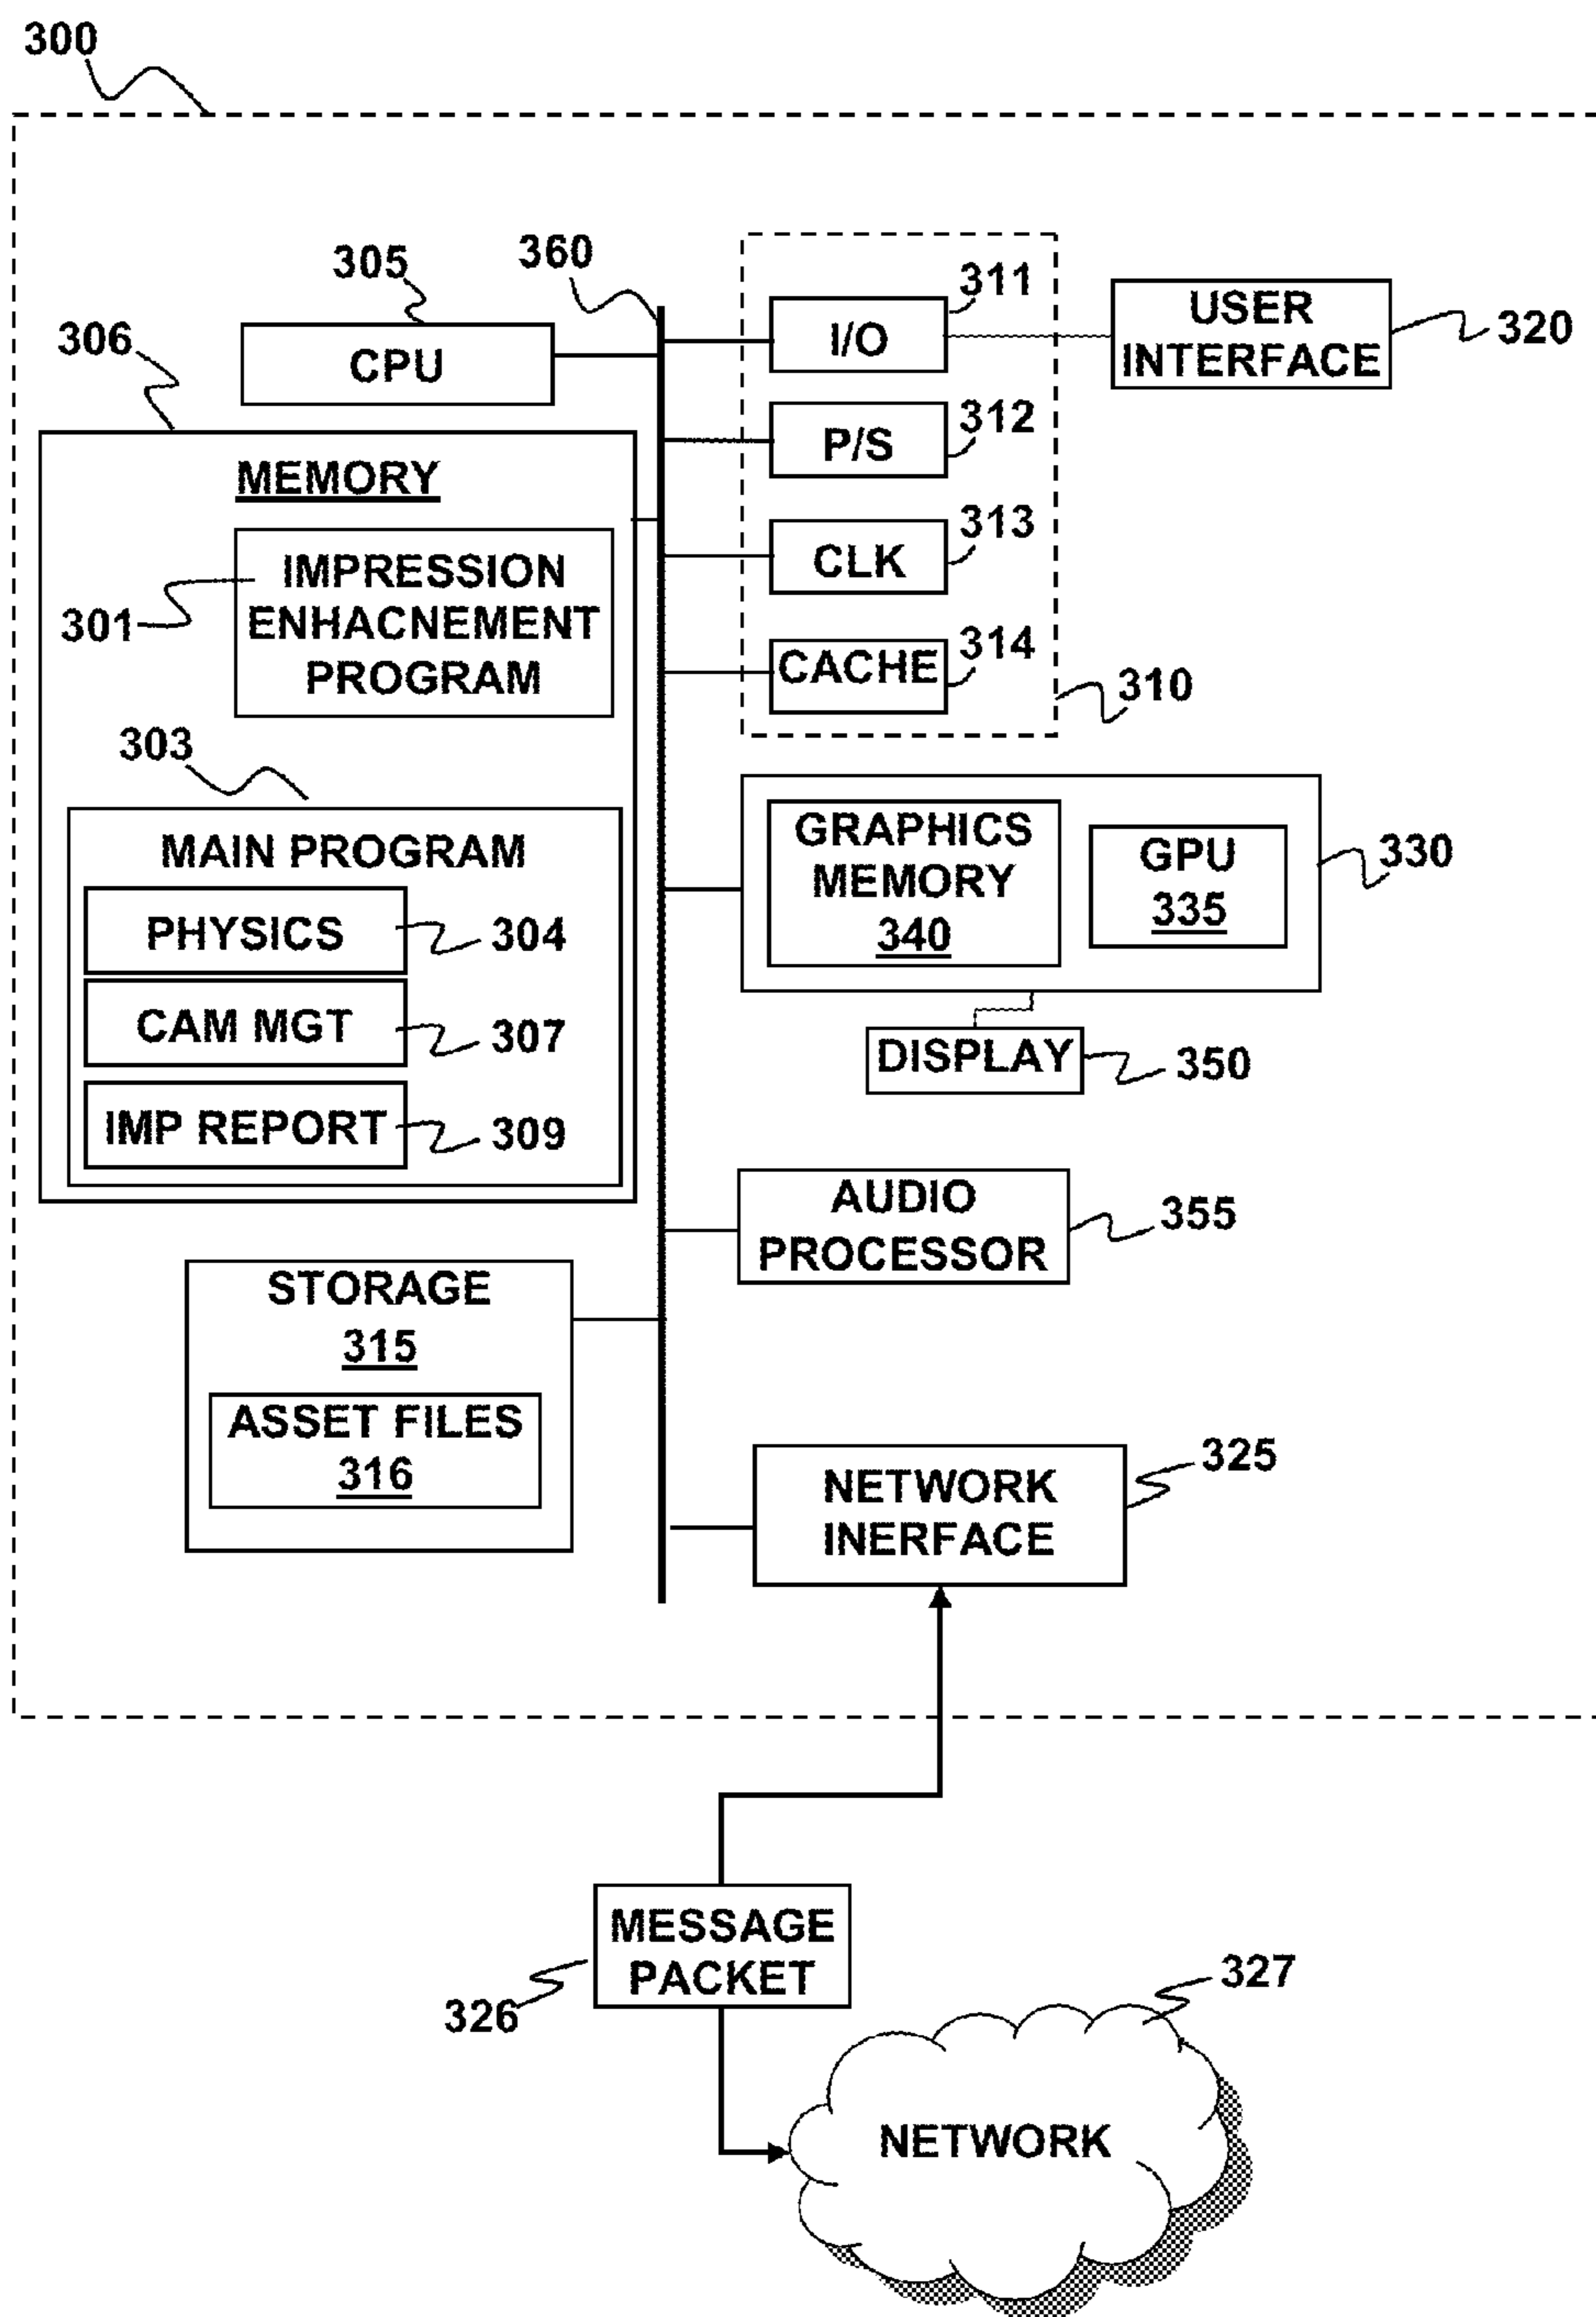 300
305
360
311
306
CPU
I/O
USER
INTERFACE
320
312
P/S
MEMORY
313
CLK
IMPRESSION
ENHACNEMENT
PROGRAM
301
314
CACHE
310
303
MAIN PROGRAM
GRAPHICS
MEMORY
340
GPU
335
330
PHYSICS
304
CAM MGT
307
DISPLAY
350
IMP REPORT
309
AUDIO
PROCESSOR
355
STORAGE
315
ASSET FILES
316
NETWORK
INERFACE
325
MESSAGE
PACKET
326
327
NETWORK